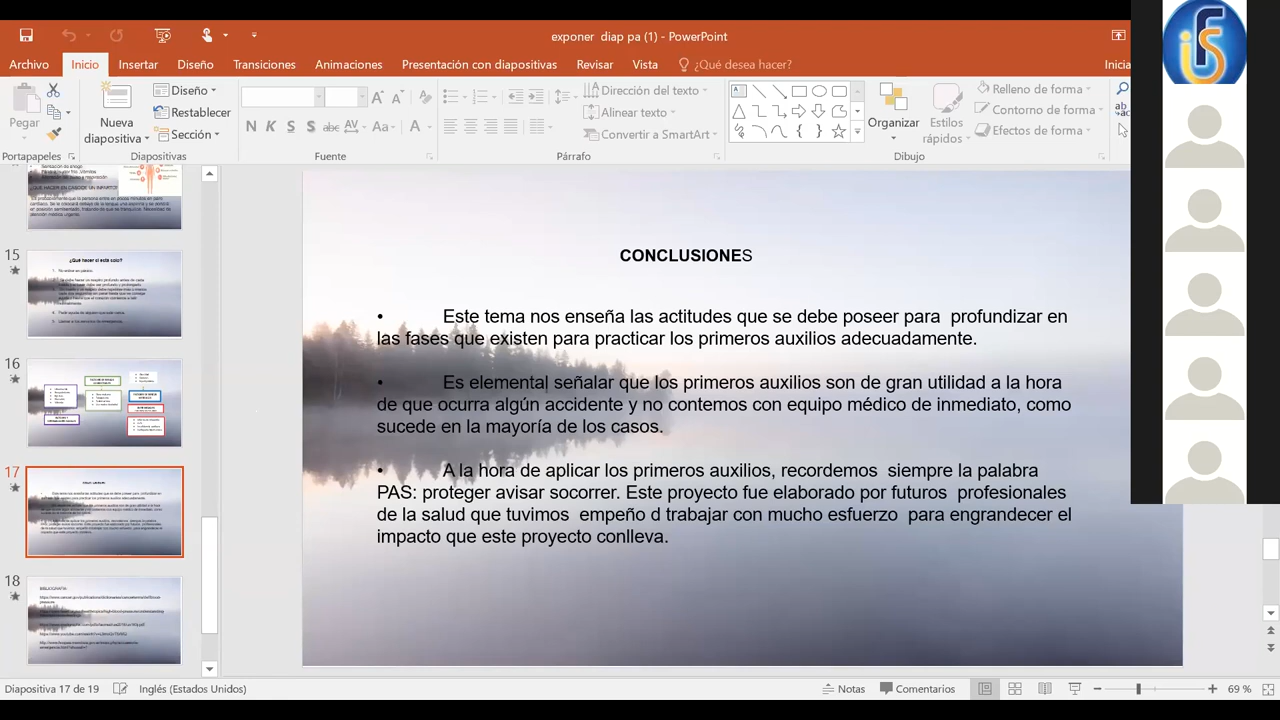 exponer diap pa (1) - PowerPoint
Archivo Inicio Insertar Diseño Transiciones Animaciones Presentación con diapositivas Revisar Vista ¿Qué desea hacer? Inicia
Pegar
Nueva diapositiva
Diseño
Restablecer
Sección
N K S S abc AV Aa A
Dirección del texto
Alinear texto
Convertir a SmartArt
Organizar
Estilos rápidos
Relleno de forma
Contorno de forma
Efectos de forma
Portapapeles Diapositivas Fuente Párrafo Dibujo
15
¿Qué hacer si está solo?
16
17
18
BIBLIOGRAFÍA:
CONCLUSIONES
• Este tema nos enseña las actitudes que se debe poseer para profundizar en
las fases que existen para practicar los primeros auxilios adecuadamente.
• Es elemental señalar que los primeros auxilios son de gran utilidad a la hora
de que ocurra algún accidente y no contemos con equipo médico de inmediato, como
sucede en la mayoría de los casos.
• A la hora de aplicar los primeros auxilios, recordemos siempre la palabra
PAS: proteger avisar socorrer. Este proyecto fue elaborado por futuros profesionales
de la salud que tuvimos empeño d trabajar con muvho esfuerzo para engrandecer el
impacto que este proyecto conlleva.
Diapositiva 17 de 19 Inglés (Estados Unidos) Notas Comentarios 69 %